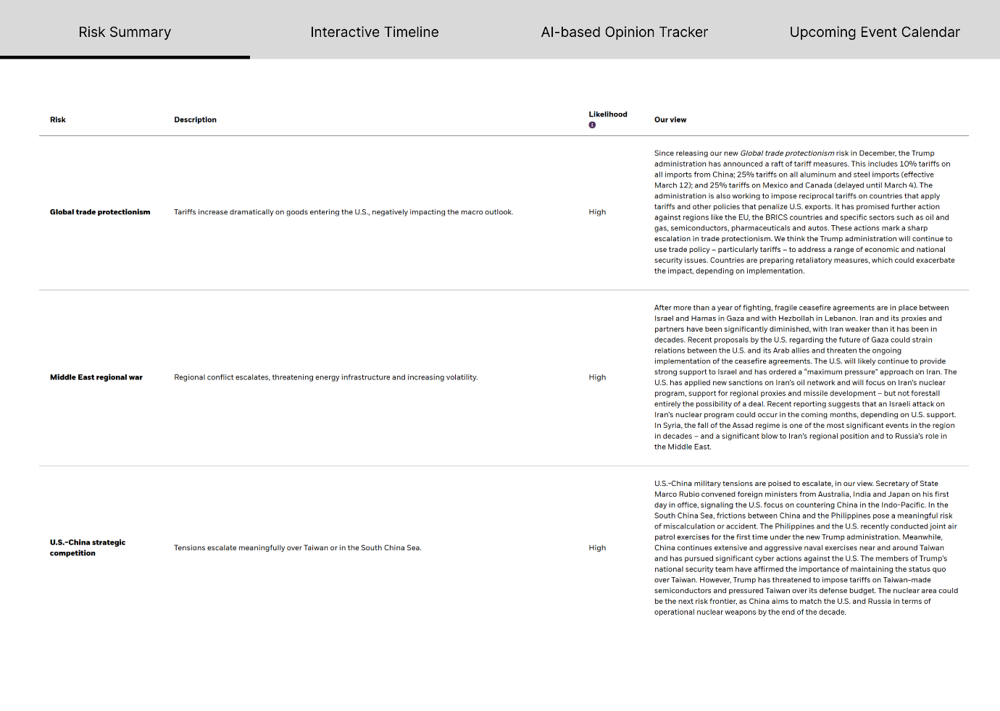 Risk Summary
Interactive Timeline
AI-based Opinion Tracker
Upcoming Event Calendar
Risk
Description
Likelihood
Our view
Global trade protectionism
Tariffs increase dramatically on goods entering the U.S., negatively impacting the macro outlook.
High
Since releasing our new Global trade protectionism risk in December, the Trump
administration has announced a raft of tariff measures. This includes 10% tariffs on
all imports from China; 25% tariffs on all aluminum and steel imports (effective
March 12); and 25% tariffs on Mexico and Canada (delayed until March 4). The
administration is also working to impose reciprocal tariffs on countries that apply
tariffs and other policies that penalize U.S. exports. It has promised further action
against regions like the EU, the BRICS countries and specific sectors such as oil and
gas, semiconductors, pharmaceuticals and autos. These actions mark a sharp
escalation in trade protectionism. We think the Trump administration will continue to
use trade policy – particularly tariffs – to address a range of economic and national
security issues. Countries are preparing retaliatory measures, which could exacerbate
the impact, depending on implementation.
Middle East regional war
Regional conflict escalates, threatening energy infrastructure and increasing volatility.
High
After more than a year of fighting, fragile ceasefire agreements are in place between
Israel and Hamas in Gaza and with Hezbollah in Lebanon. Iran and its proxies and
partners have been significantly diminished, with Iran weaker than it has been in
decades. Recent proposals by the U.S. regarding the future of Gaza could strain
relations between the U.S. and its Arab allies and threaten the ongoing
implementation of the ceasefire agreements. The U.S. will likely continue to provide
strong support to Israel and has ordered a “maximum pressure” approach on Iran. The
U.S. has applied new sanctions on Iran’s oil network and will focus on Iran’s nuclear
program, support for regional proxies and missile development – but not forestall
entirely the possibility of a deal. Recent reporting suggests that an Israeli attack on
Iran’s nuclear program could occur in the coming months, depending on U.S. support.
In Syria, the fall of the Assad regime is one of the most significant events in the region
in decades – and a significant blow to Iran’s regional position and to Russia’s role in
the Middle East.
U.S.-China strategic
competition
Tensions escalate meaningfully over Taiwan or in the South China Sea.
High
U.S.-China military tensions are poised to escalate, in our view. Secretary of State
Marco Rubio convened foreign ministers from Australia, India and Japan on his first
day in office, signaling the U.S. focus on countering China in the Indo-Pacific. In the
South China Sea, frictions between China and the Philippines pose a meaningful risk
of miscalculation or accident. The Philippines and the U.S. recently conducted joint air
patrol exercises for the first time under the new Trump administration. Meanwhile,
China continues extensive and aggressive naval exercises near and around Taiwan
and has pursued significant cyber actions against the U.S. The members of Trump’s
national security team have affirmed the importance of maintaining the status quo
over Taiwan. However, Trump has threatened to impose tariffs on Taiwan-made
semiconductors and pressured Taiwan over its defense budget. The nuclear area could
be the next risk frontier, as China aims to match the U.S. and Russia in terms of
operational nuclear weapons by the end of the decade.